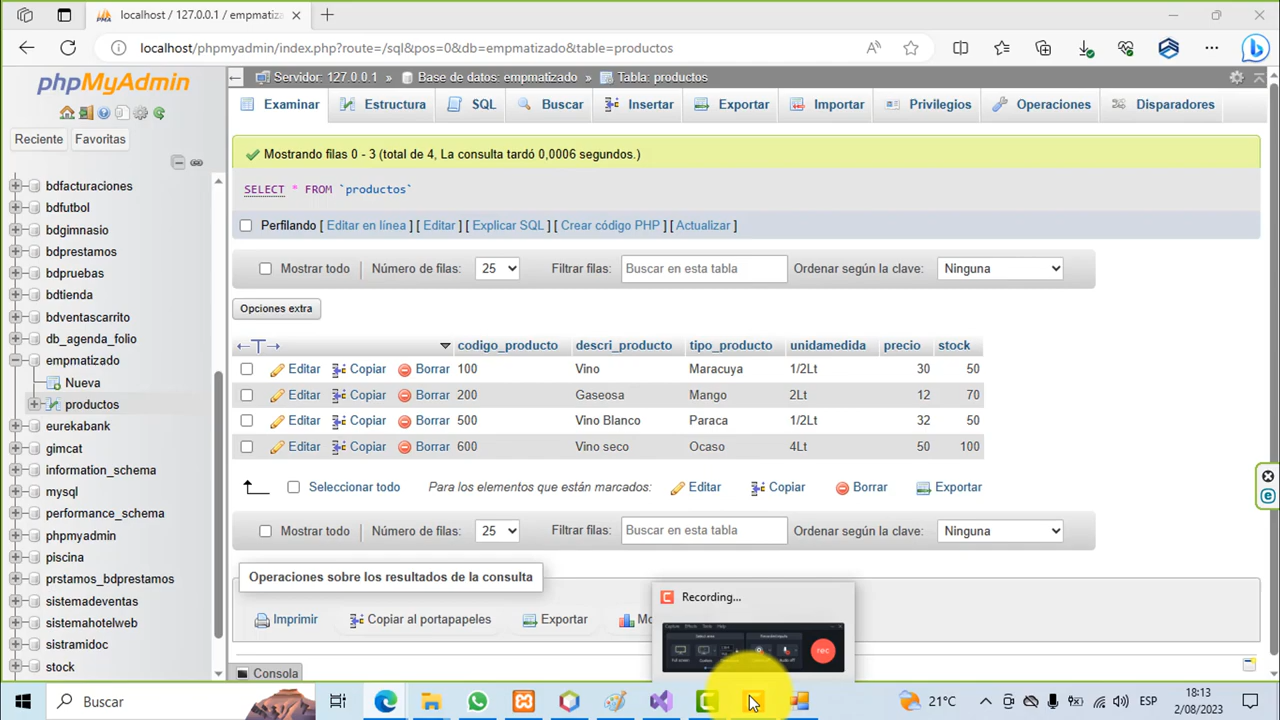 localhost / 127.0.0.1 / empmatiza
localhost/phpmyadmin/index.php?route=/sql&pos=0&db=empmatizado&table=productos
phpMyAdmin
Reciente Favoritas
bdfacturaciones
bdfutbol
bdgimnasio
bdprestamos
bdpruebas
bdtienda
bdventascarrito
db_agenda_folio
empmatizado
Nueva
productos
eurekabank
gimcat
information_schema
mysql
performance_schema
phpmyadmin
piscina
prstamos_bdprestamos
sistemadeventas
sistemahotelweb
sistramido
stock
Servidor: 127.0.0.1 » Base de datos: empmatizado » Tabla: productos
Examinar Estructura SQL Buscar Insertar Exportar Importar Privilegios Operaciones Disparadores
Mostrando filas 0 - 3 (total de 4, La consulta tardó 0,0006 segundos.)
SELECT * FROM `productos`
Perfilando [ Editar en línea ] [ Editar ] [ Explicar SQL ] [ Crear código PHP ] [ Actualizar ]
Mostrar todo Número de filas: 25 Filtrar filas: Buscar en esta tabla Ordenar según la clave: Ninguna
Opciones extra
←T→ codigo_producto descri_producto tipo_producto unidamedida precio stock
Editar Copiar Borrar 100 Vino Maracuya 1/2Lt 30 50
Editar Copiar Borrar 200 Gaseosa Mango 2Lt 12 70
Editar Copiar Borrar 500 Vino Blanco Paraca 1/2Lt 32 50
Editar Copiar Borrar 600 Vino seco Ocaso 4Lt 50 100
Seleccionar todo Para los elementos que están marcados: Editar Copiar Borrar Exportar
Mostrar todo Número de filas: 25 Filtrar filas: Buscar en esta tabla Ordenar según la clave: Ninguna
Operaciones sobre los resultados de la consulta
Imprimir Copiar al portapapeles Exportar Mo
Consola
Recording...
rec
Buscar
21°C ESP 18:13
2/08/2023